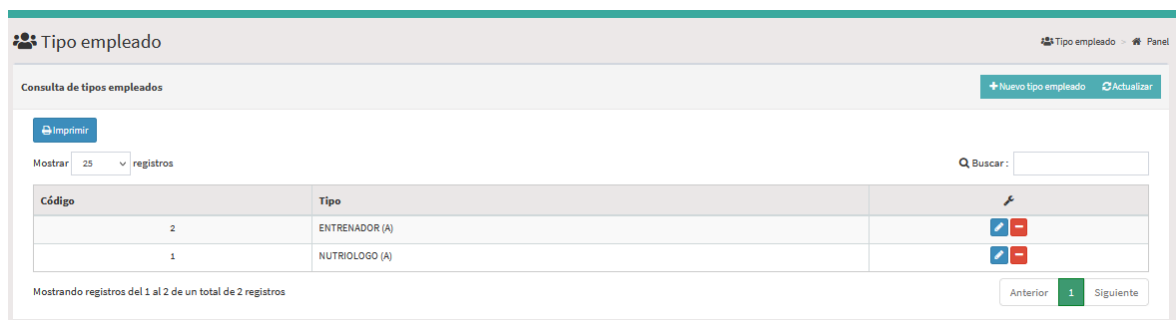 Tipo empleado
Tipo empleado > Panel
Consulta de tipos empleados
+Nuevo tipo empleado Actualizar
Imprimir
Mostrar 25 registros
Buscar:
Código Tipo
2 ENTRENADOR (A)
1 NUTRIOLOGO (A)
Mostrando registros del 1 al 2 de un total de 2 registros
Anterior 1 Siguiente